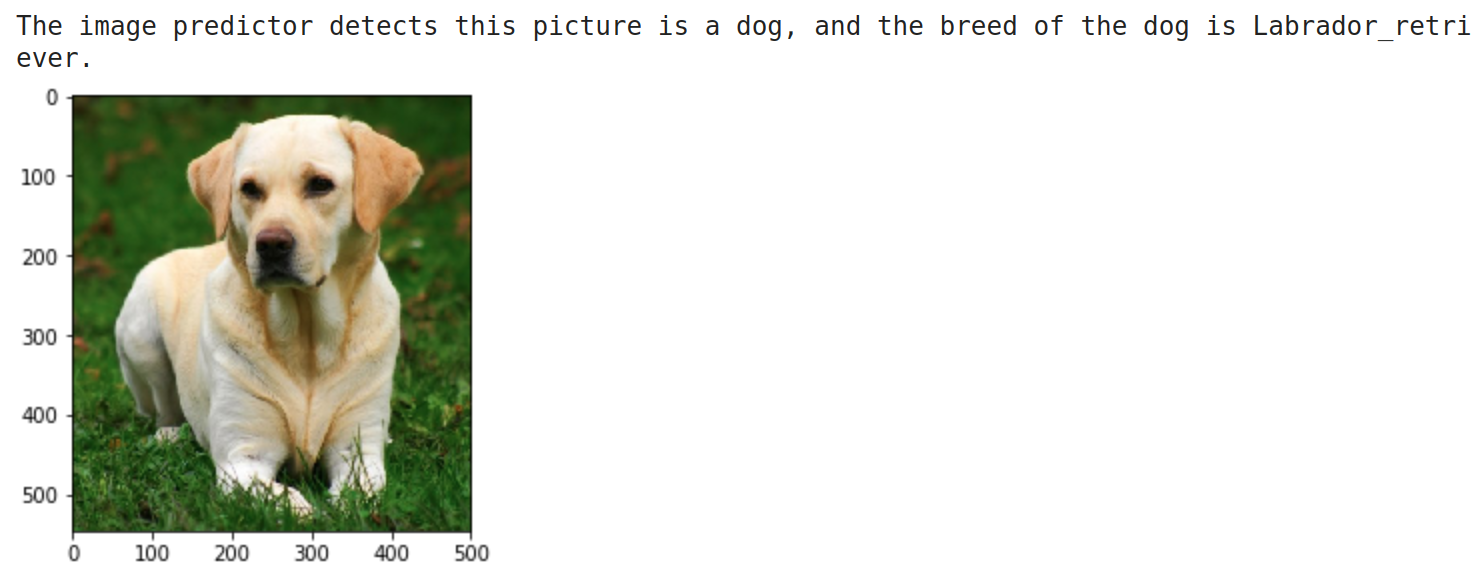 The image predictor detects this picture is a dog, and the breed of the dog is Labrador_retri
ever.
0
100
200
300
400
500
0 100 200 300 400 500